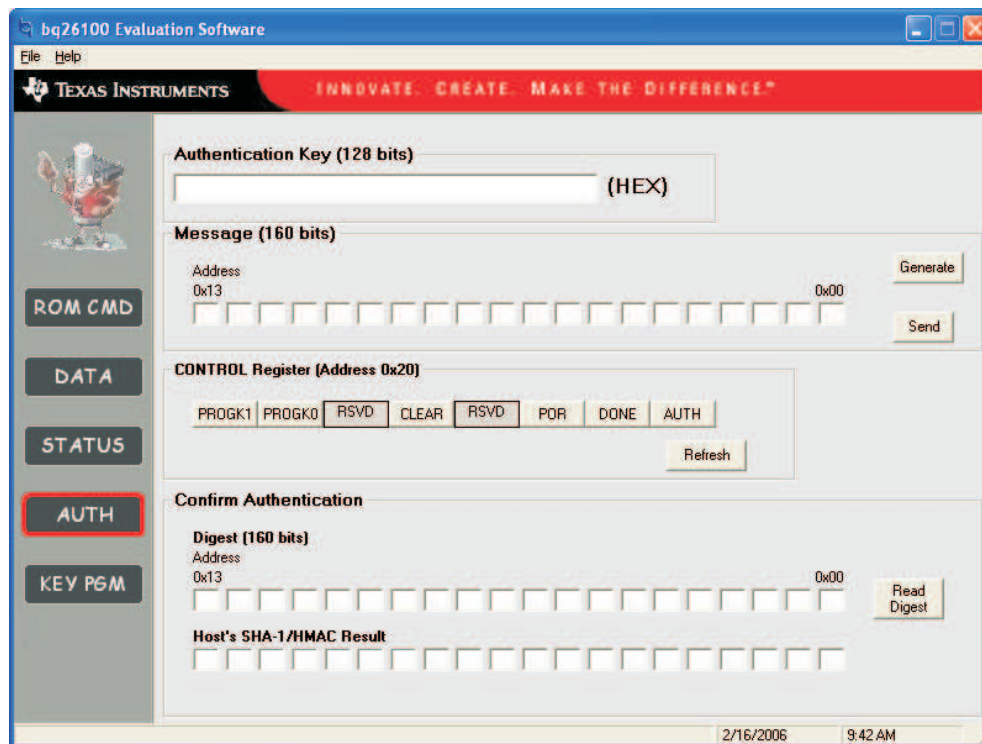 bq26100 Evaluation Software
File Help
TEXAS INSTRUMENTS
INNOVATE. CREATE. MAKE THE DIFFERENCE.™
Authentication Key (128 bits)
(HEX)
Message (160 bits)
Address
0x13 0x00
Generate
Send
ROM CMD
DATA
STATUS
AUTH
KEY PGM
CONTROL Register (Address 0x20)
PROGK1 PROGK0 RSVD CLEAR RSVD POR DONE AUTH
Refresh
Confirm Authentication
Digest (160 bits)
Address
0x13 0x00
Read
Digest
Host's SHA-1/HMAC Result
2/16/2006 9:42 AM